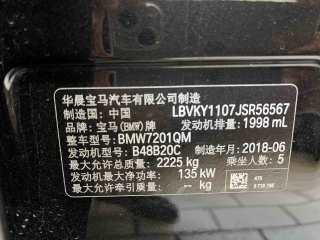 华晨宝马汽车有限公司制造
制造国：中国 LBVKY1107JSR56567
品牌：宝马(BMW)牌 发动机排量：1998 mL
整车型号：BMW7201QM
发动机型号：B48B20C 制造年月：2018-06
最大允许总质量：2225 kg 乘坐人数：5
发动机最大净功率：135 kW
最大允许牵引质量：-- kg